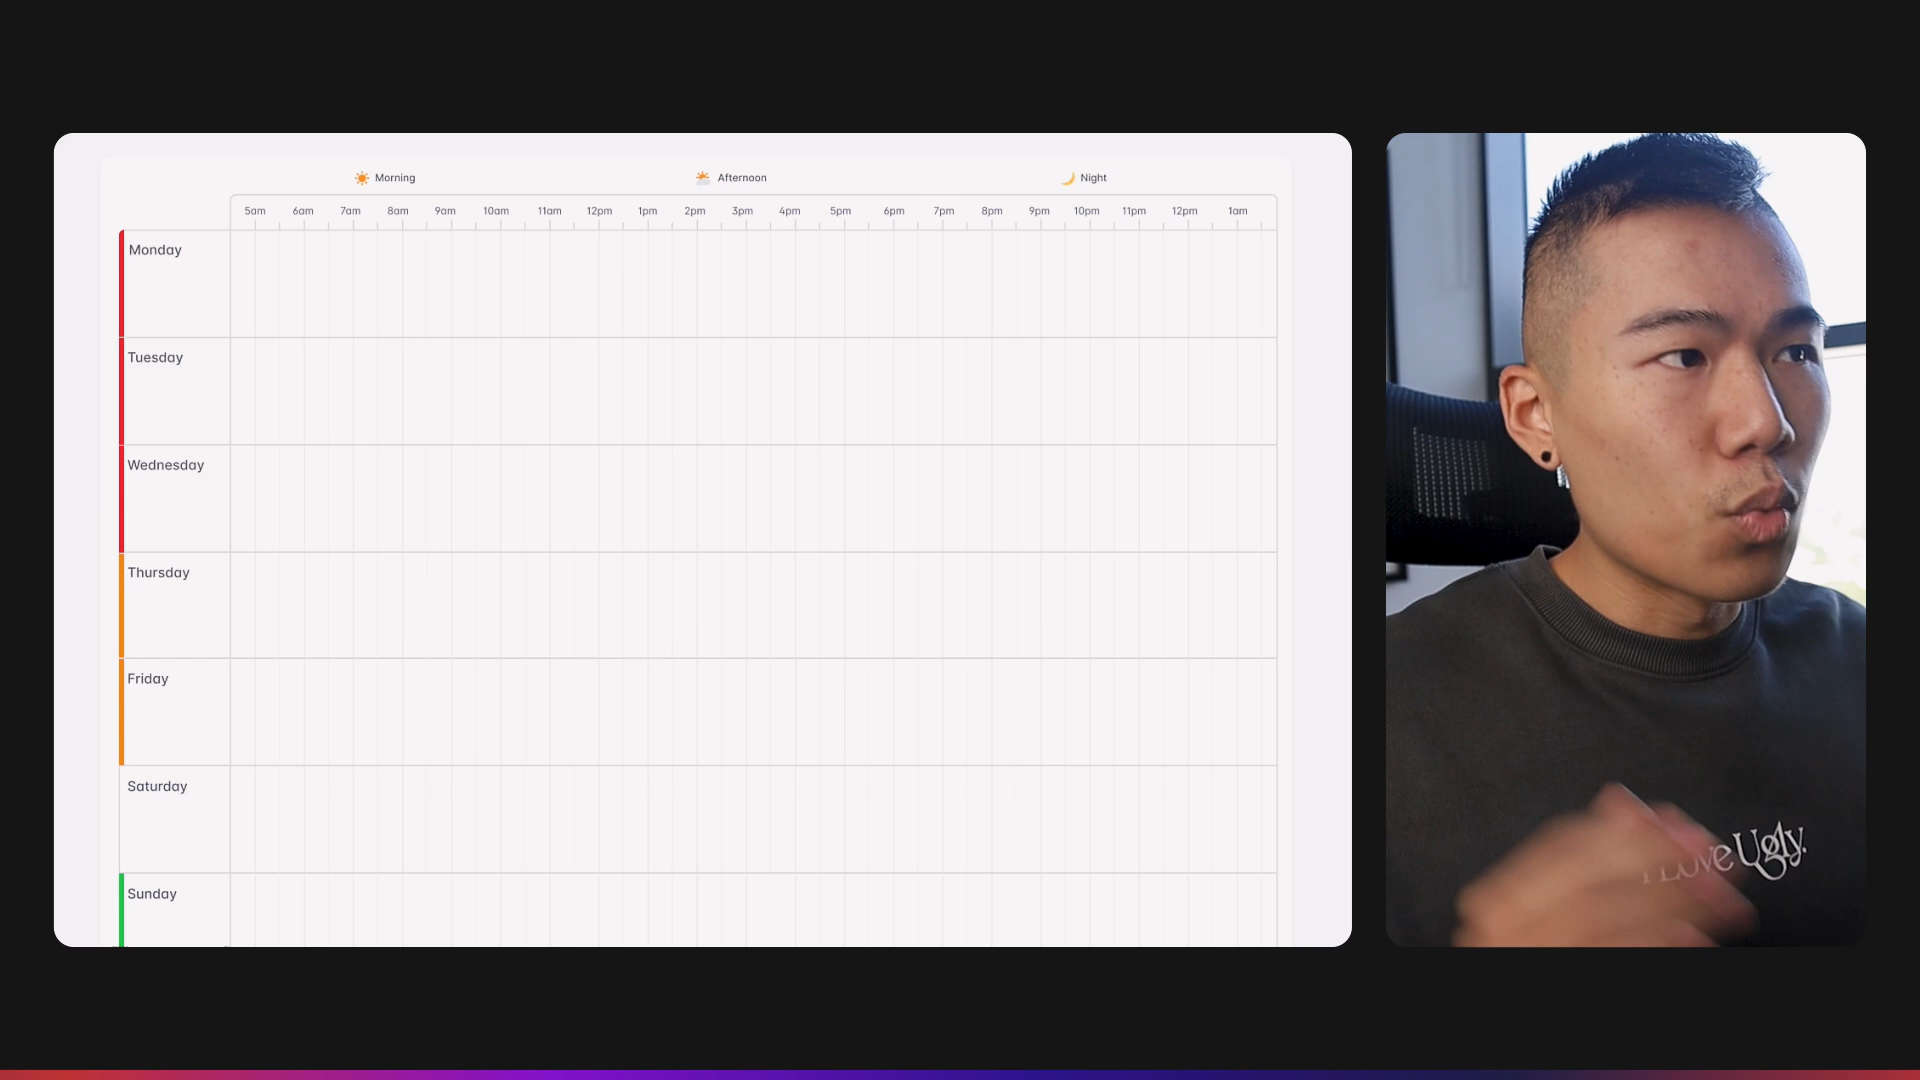 Morning Afternoon Night
5am 6am 7am 8am 9am 10am 11am 12pm 1pm 2pm 3pm 4pm 5pm 6pm 7pm 8pm 9pm 10pm 11pm 12pm 1am
Monday
Tuesday
Wednesday
Thursday
Friday
Saturday
Sunday
I Love Ugly.